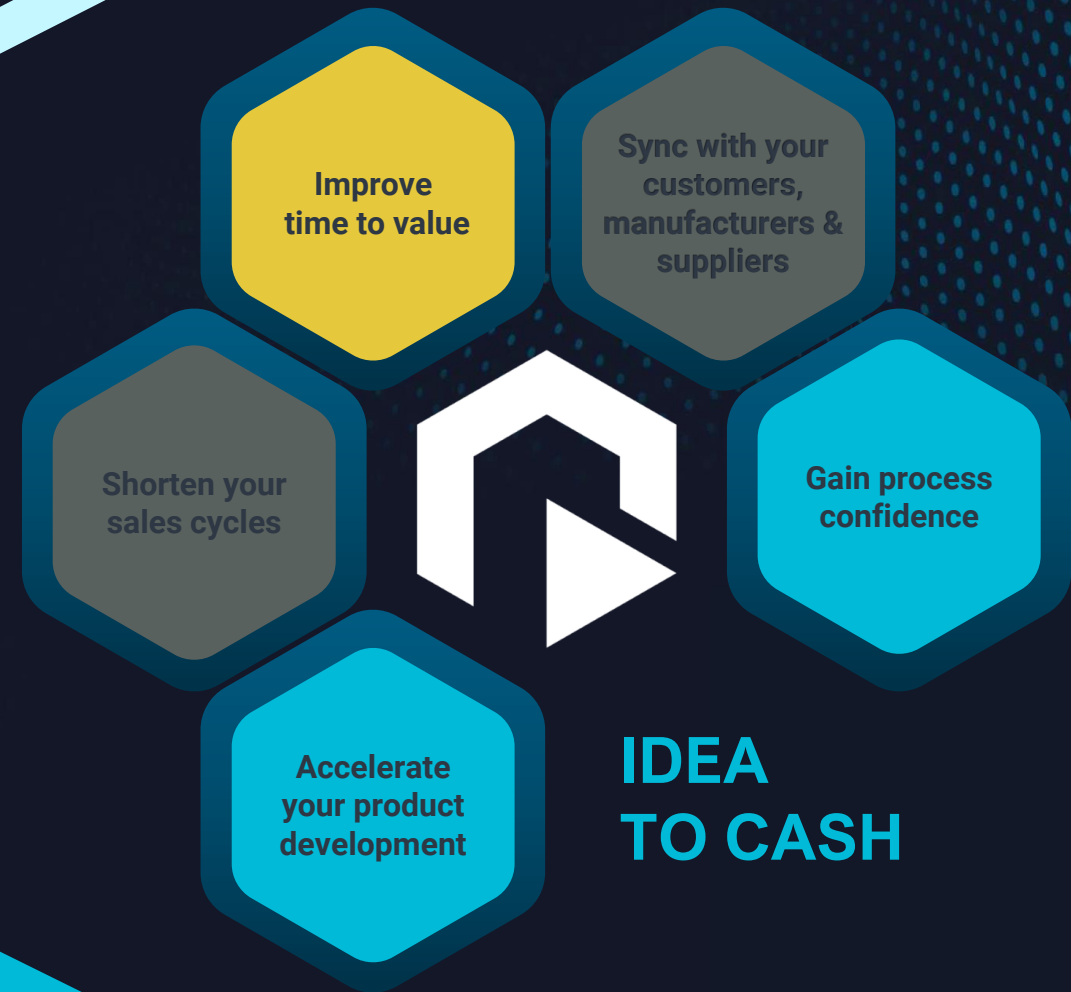 Improve
time to value
Sync with your
customers,
manufacturers &
suppliers
Shorten your
sales cycles
Gain process
confidence
Accelerate
your product
development
IDEA
TO CASH